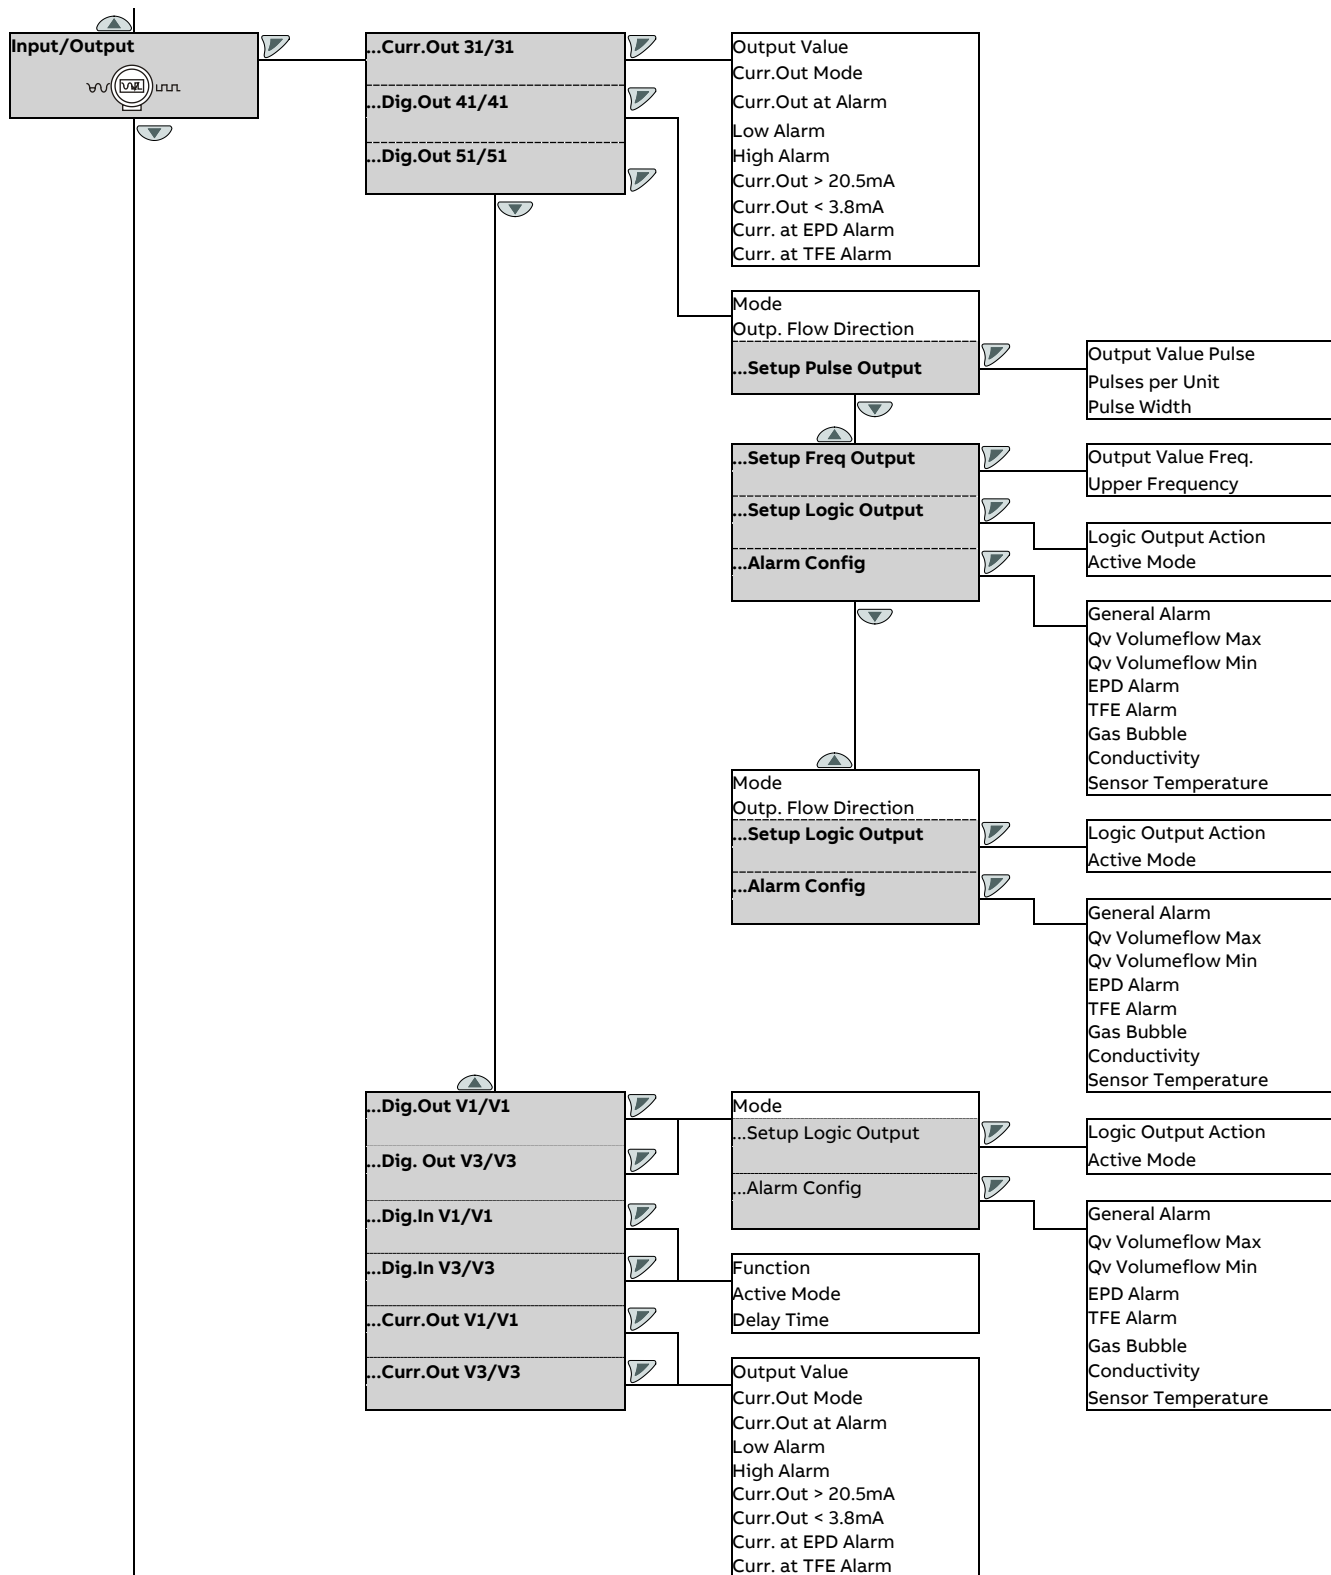 Input/Output
...Curr.Out 31/31
...Dig.Out 41/41
...Dig.Out 51/51
Output Value
Curr.Out Mode
Curr.Out at Alarm
Low Alarm
High Alarm
Curr.Out > 20.5mA
Curr.Out < 3.8mA
Curr. at EPD Alarm
Curr. at TFE Alarm
Mode
Outp. Flow Direction
...Setup Pulse Output
Output Value Pulse
Pulses per Unit
Pulse Width
...Setup Freq Output
...Setup Logic Output
...Alarm Config
Output Value Freq.
Upper Frequency
Logic Output Action
Active Mode
General Alarm
Qv Volumeflow Max
Qv Volumeflow Min
EPD Alarm
TFE Alarm
Gas Bubble
Conductivity
Sensor Temperature
Mode
Outp. Flow Direction
...Setup Logic Output
...Alarm Config
Logic Output Action
Active Mode
General Alarm
Qv Volumeflow Max
Qv Volumeflow Min
EPD Alarm
TFE Alarm
Gas Bubble
Conductivity
Sensor Temperature
...Dig.Out V1/V1
...Dig. Out V3/V3
...Dig.In V1/V1
...Dig.In V3/V3
...Curr.Out V1/V1
...Curr.Out V3/V3
Mode
...Setup Logic Output
...Alarm Config
Logic Output Action
Active Mode
General Alarm
Qv Volumeflow Max
Qv Volumeflow Min
EPD Alarm
TFE Alarm
Gas Bubble
Conductivity
Sensor Temperature
Function
Active Mode
Delay Time
Output Value
Curr.Out Mode
Curr.Out at Alarm
Low Alarm
High Alarm
Curr.Out > 20.5mA
Curr.Out < 3.8mA
Curr. at EPD Alarm
Curr. at TFE Alarm